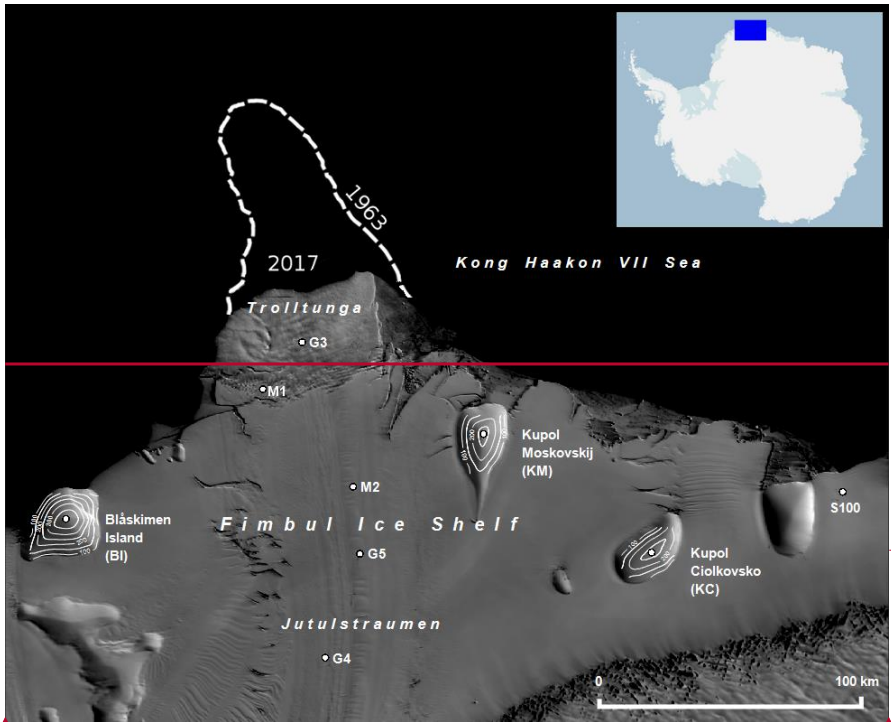 1963
2017
Kong Haakon VII Sea
Trolltunga
G3
M1
Kupol
Moskovskij
(KM)
M2
S100
Blåskimen
Island
(BI)
Fimbul Ice Shelf
G5
Kupol
Ciolkovsko
(KC)
Jutulstraumen
G4
0
100 km